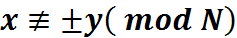 x ≢ ±y( mod N)